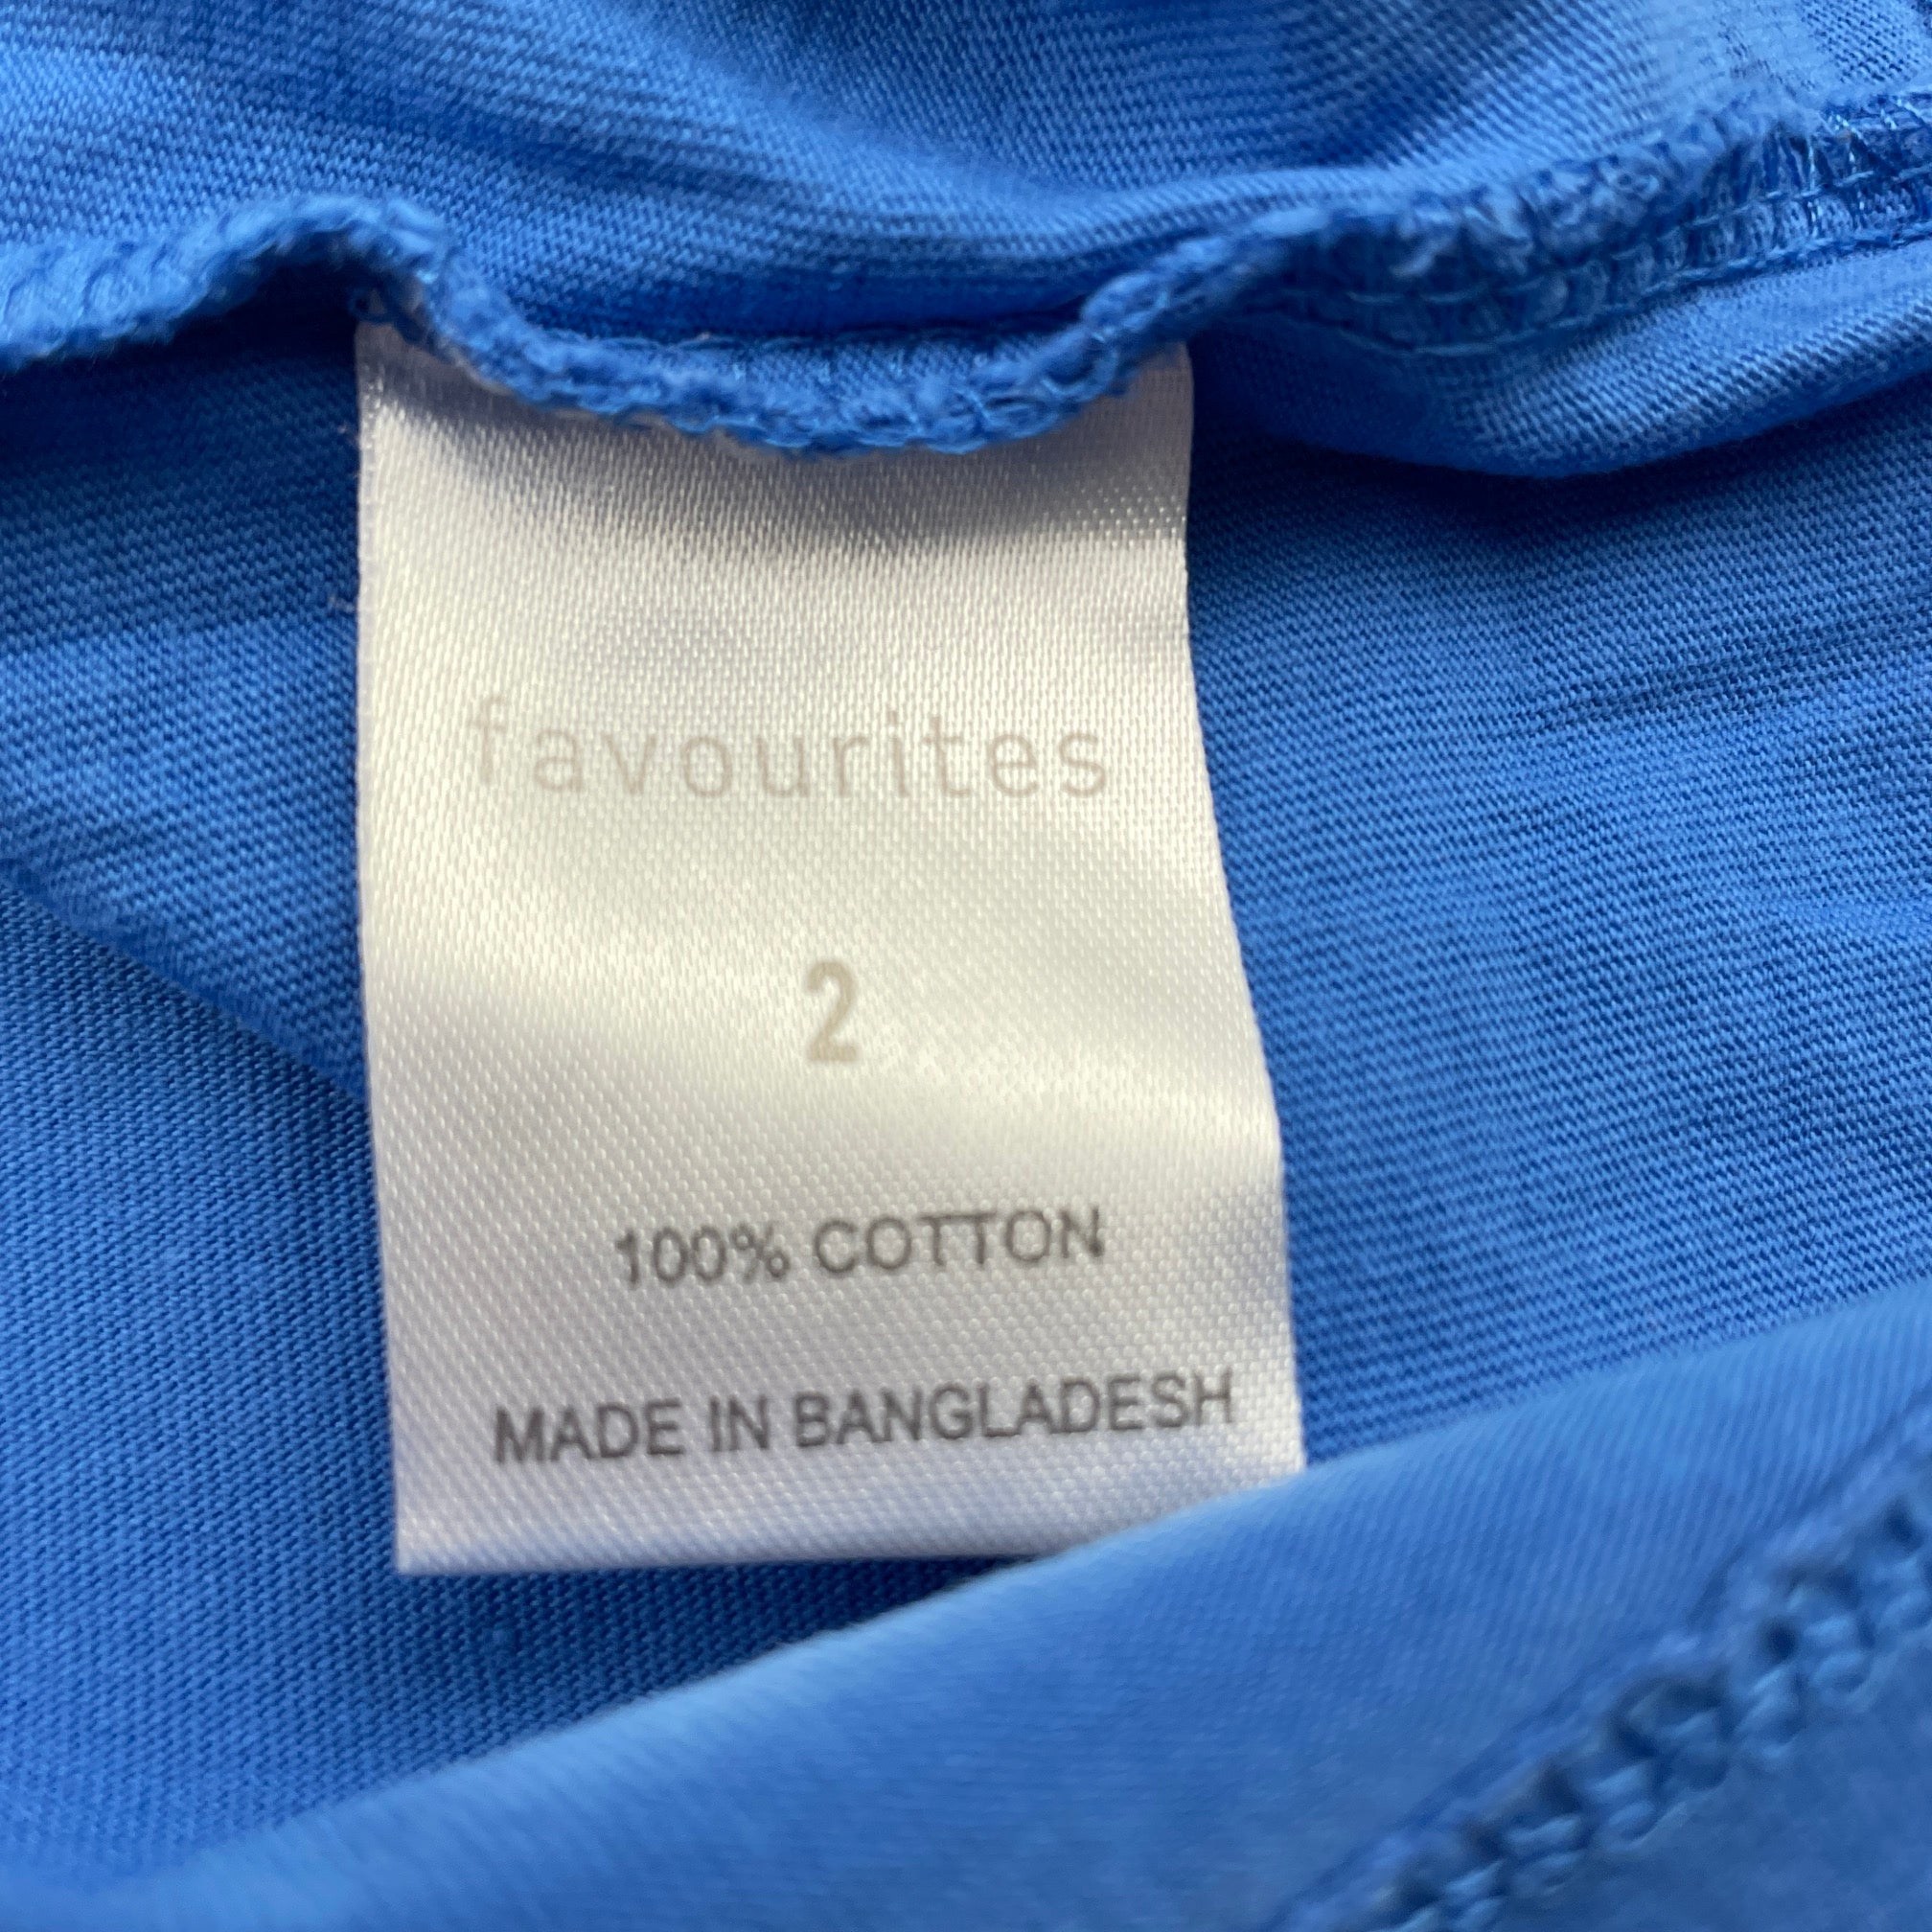 favourites
2
100% COTTON
MADE IN BANGLADESH